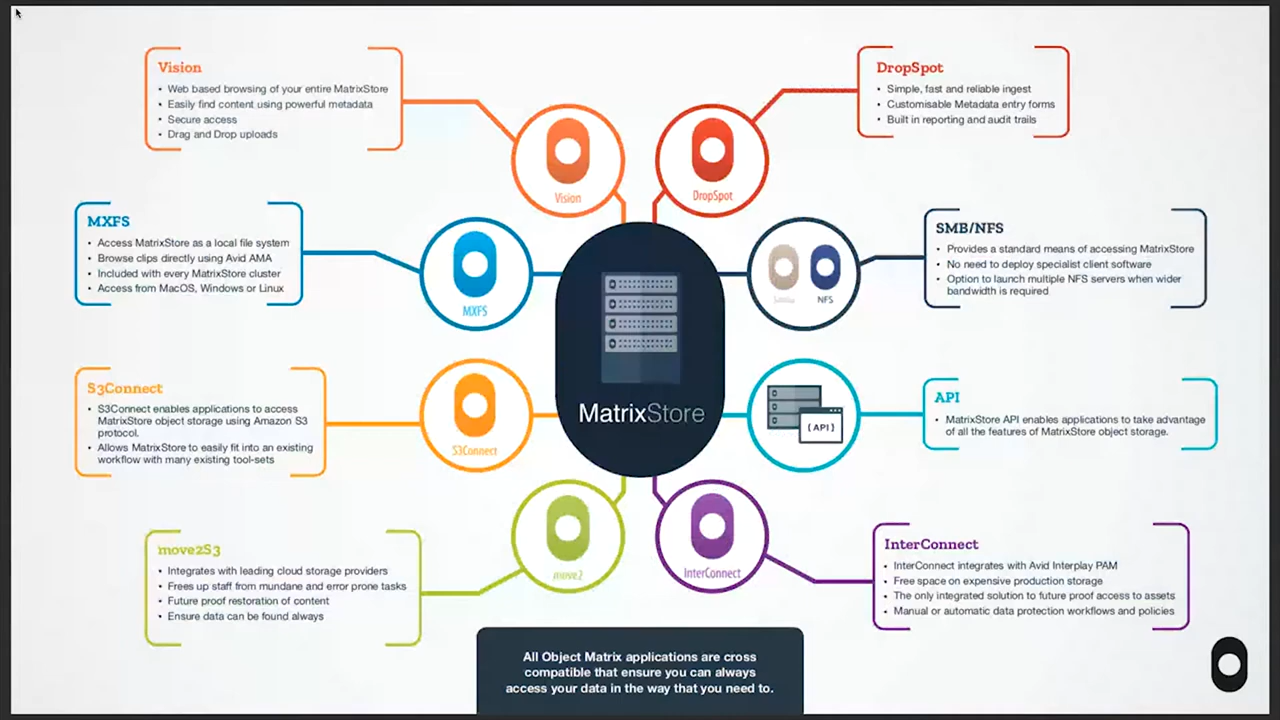 Vision
• Web based browsing of your entire MatrixStore
• Easily find content using powerful metadata
• Secure access
• Drag and Drop uploads
DropSpot
• Simple, fast and reliable ingest
• Customisable Metadata entry forms
• Built in reporting and audit trails
Vision
DropSpot
MXFS
• Access MatrixStore as a local file system
• Browse clips directly using Avid AMA
• Included with every MatrixStore cluster
• Access from MacOS, Windows or Linux
MXFS
NFS
SMB/NFS
• Provides a standard means of accessing MatrixStore
• No need to deploy specialist client software
• Option to launch multiple NFS servers when wider
bandwidth is required
S3Connect
• S3Connect enables applications to access
MatrixStore object storage using Amazon S3
protocol.
• Allows MatrixStore to easily fit into an existing
workflow with many existing tool-sets
S3Connect
MatrixStore
{API}
API
• MatrixStore API enables applications to take advantage
of all the features of MatrixStore object storage.
move2S3
• Integrates with leading cloud storage providers
• Frees up staff from mundane and error prone tasks
• Future proof restoration of content
• Ensure data can be found always
move2
InterConnect
InterConnect
• InterConnect integrates with Avid Interplay PAM
• Free space on expensive production storage
• The only integrated solution to future proof access to assets
• Manual or automatic data protection workflows and policies
All Object Matrix applications are cross
compatible that ensure you can always
access your data in the way that you need to.